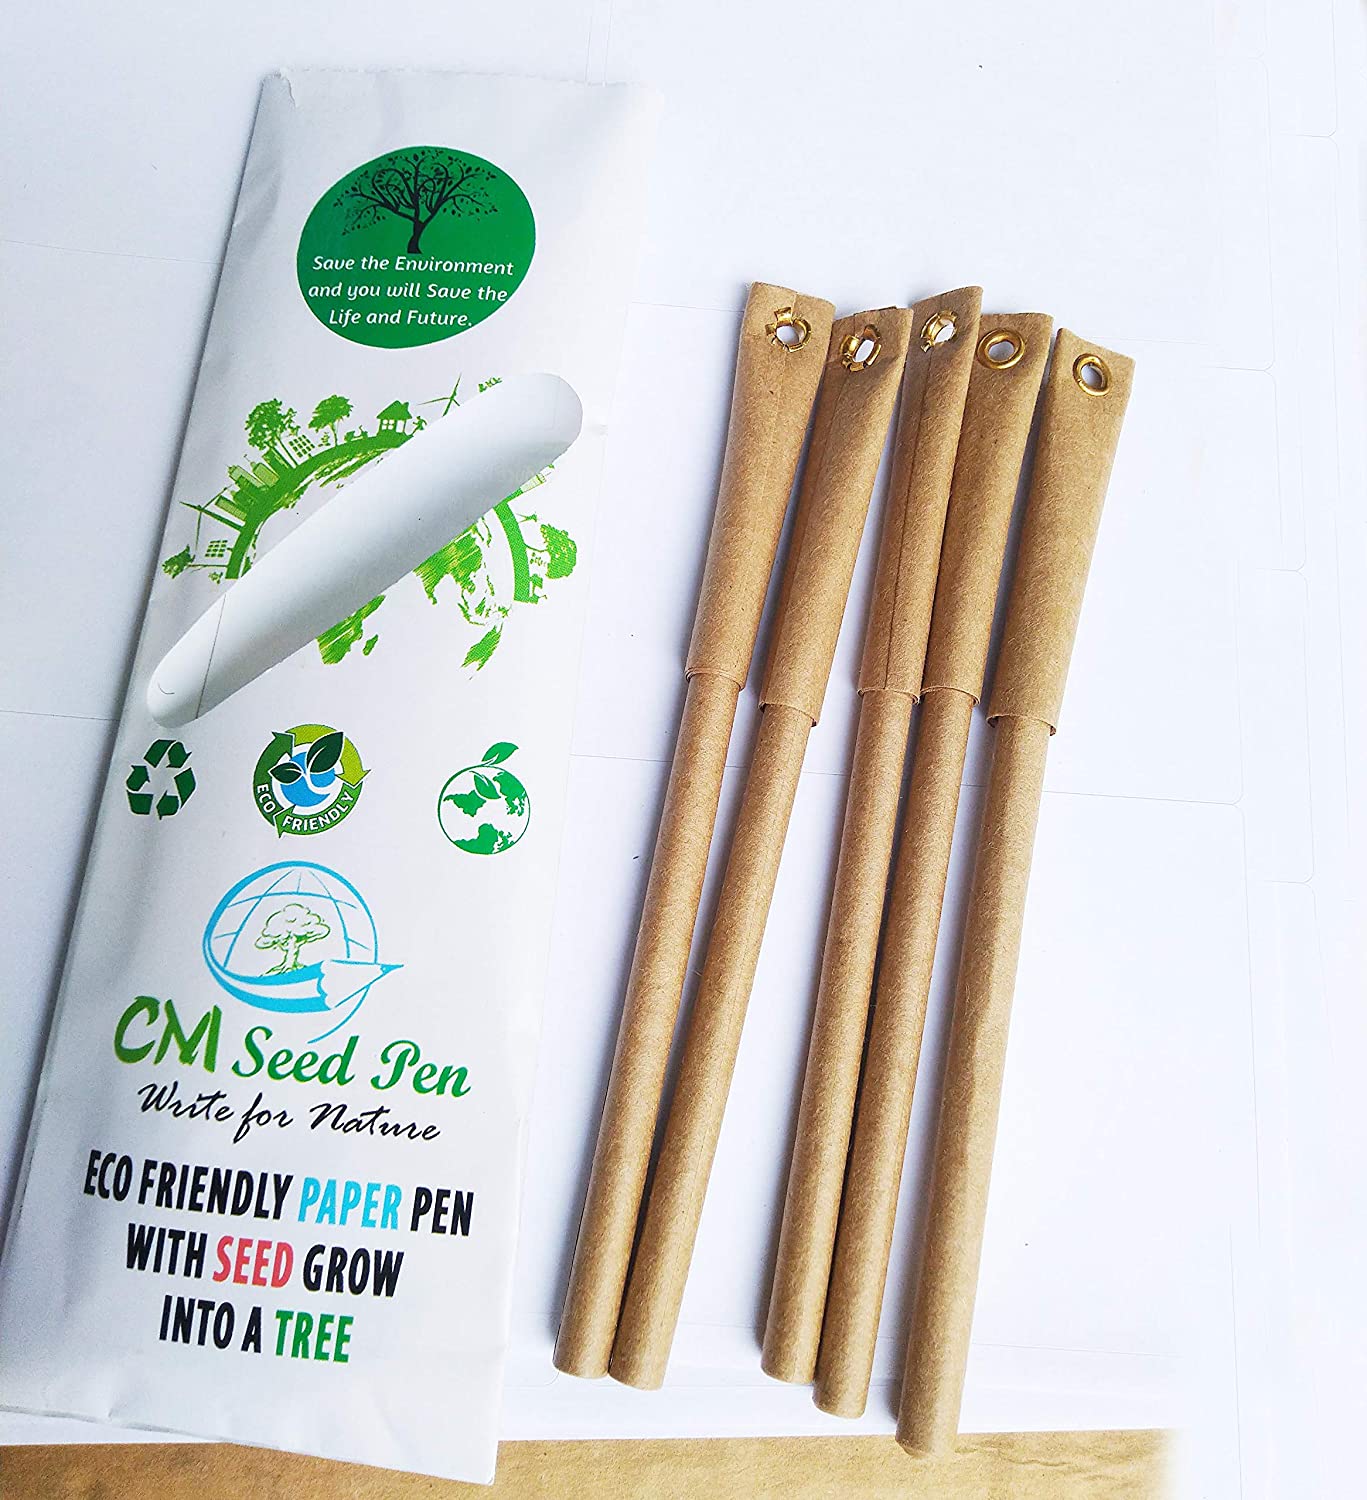 Save the Environment
and you will Save the
Life and Future.
ECO FRIENDLY
CM Seed Pen
Write for Nature
ECO FRIENDLY PAPER PEN
WITH SEED GROW
INTO A TREE